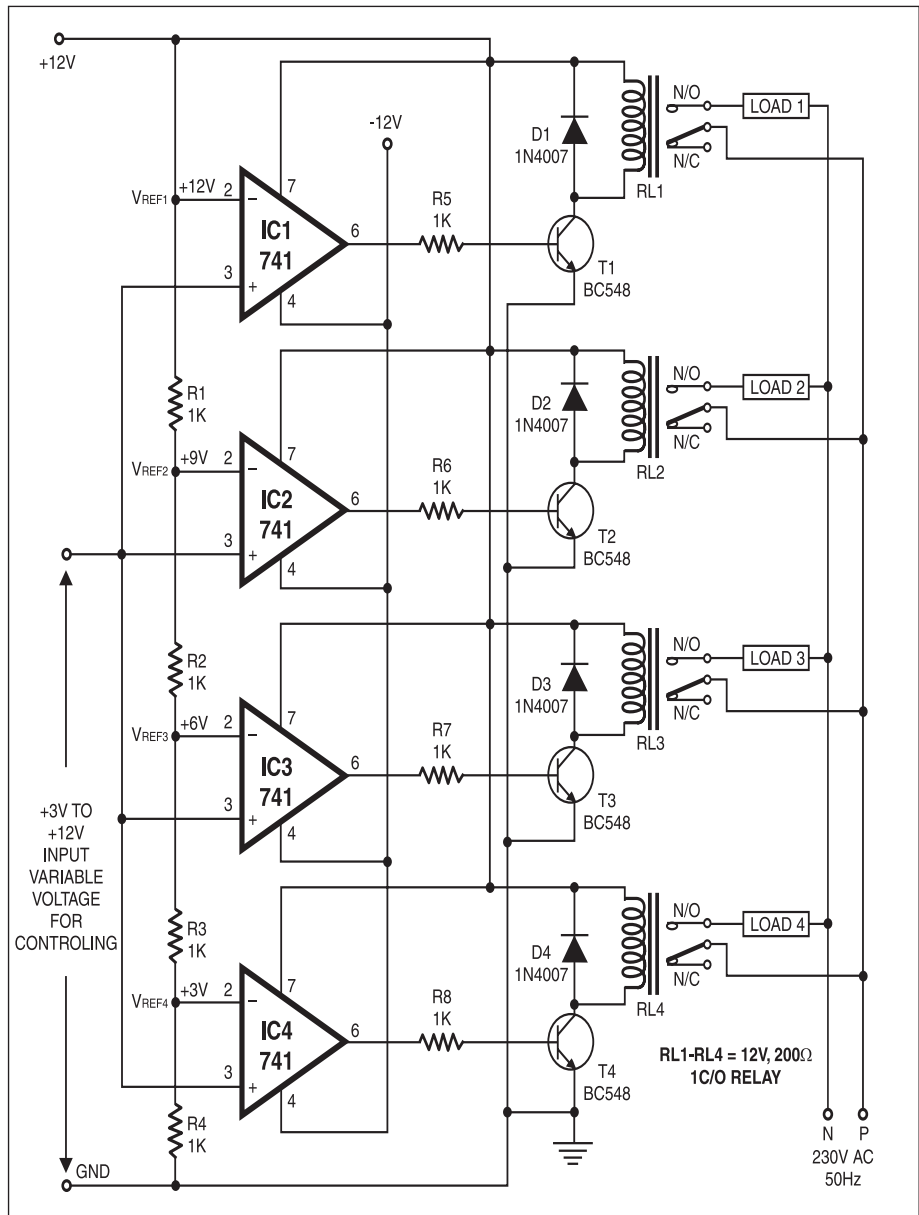 +12V
-12V
VREF1
+12V
2
−
7
IC1
741
6
3
+
4
R5
1K
D1
1N4007
T1
BC548
RL1
N/O
N/C
LOAD 1
R1
1K
VREF2
+9V
2
−
7
IC2
741
6
3
+
4
R6
1K
D2
1N4007
T2
BC548
RL2
N/O
N/C
LOAD 2
R2
1K
VREF3
+6V
2
−
7
IC3
741
6
3
+
4
R7
1K
D3
1N4007
T3
BC548
RL3
N/O
N/C
LOAD 3
+3V TO
+12V
INPUT
VARIABLE
VOLTAGE
FOR
CONTROLING
R3
1K
VREF4
+3V
2
−
7
IC4
741
6
3
+
4
R8
1K
D4
1N4007
T4
BC548
RL4
N/O
N/C
LOAD 4
RL1-RL4 = 12V, 200Ω
1C/O RELAY
R4
1K
GND
N P
230V AC
50Hz